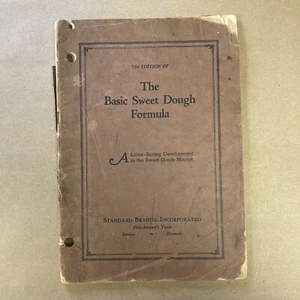 7TH EDITION OF
The
Basic Sweet Dough
Formula
A Labor-Saving Development
in the Sweet Goods Market
STANDARD BRANDS INCORPORATED
Fleischmann's Yeast
Service